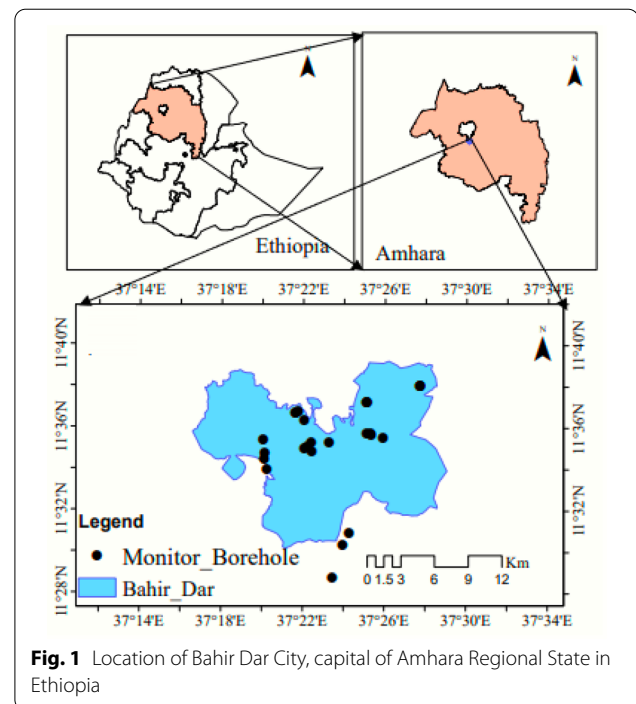 N
N
Ethiopia
Amhara
37°14'E 37°18'E 37°22'E 37°26'E 37°30'E 37°34'E
11°40'N
11°40'N
N
11°36'N
11°36'N
11°32'N
11°32'N
Legend
Monitor_Borehole
Bahir_Dar
Km
0 1.5 3 6 9 12
11°28'N
11°28'N
37°14'E 37°18'E 37°22'E 37°26'E 37°30'E 37°34'E
Fig. 1 Location of Bahir Dar City, capital of Amhara Regional State in
Ethiopia